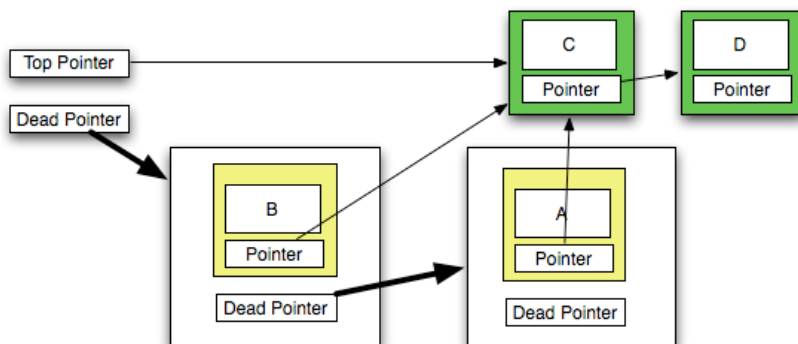 C
D
Top Pointer
Pointer
Pointer
Dead Pointer
B
A
Pointer
Pointer
Dead Pointer
Dead Pointer